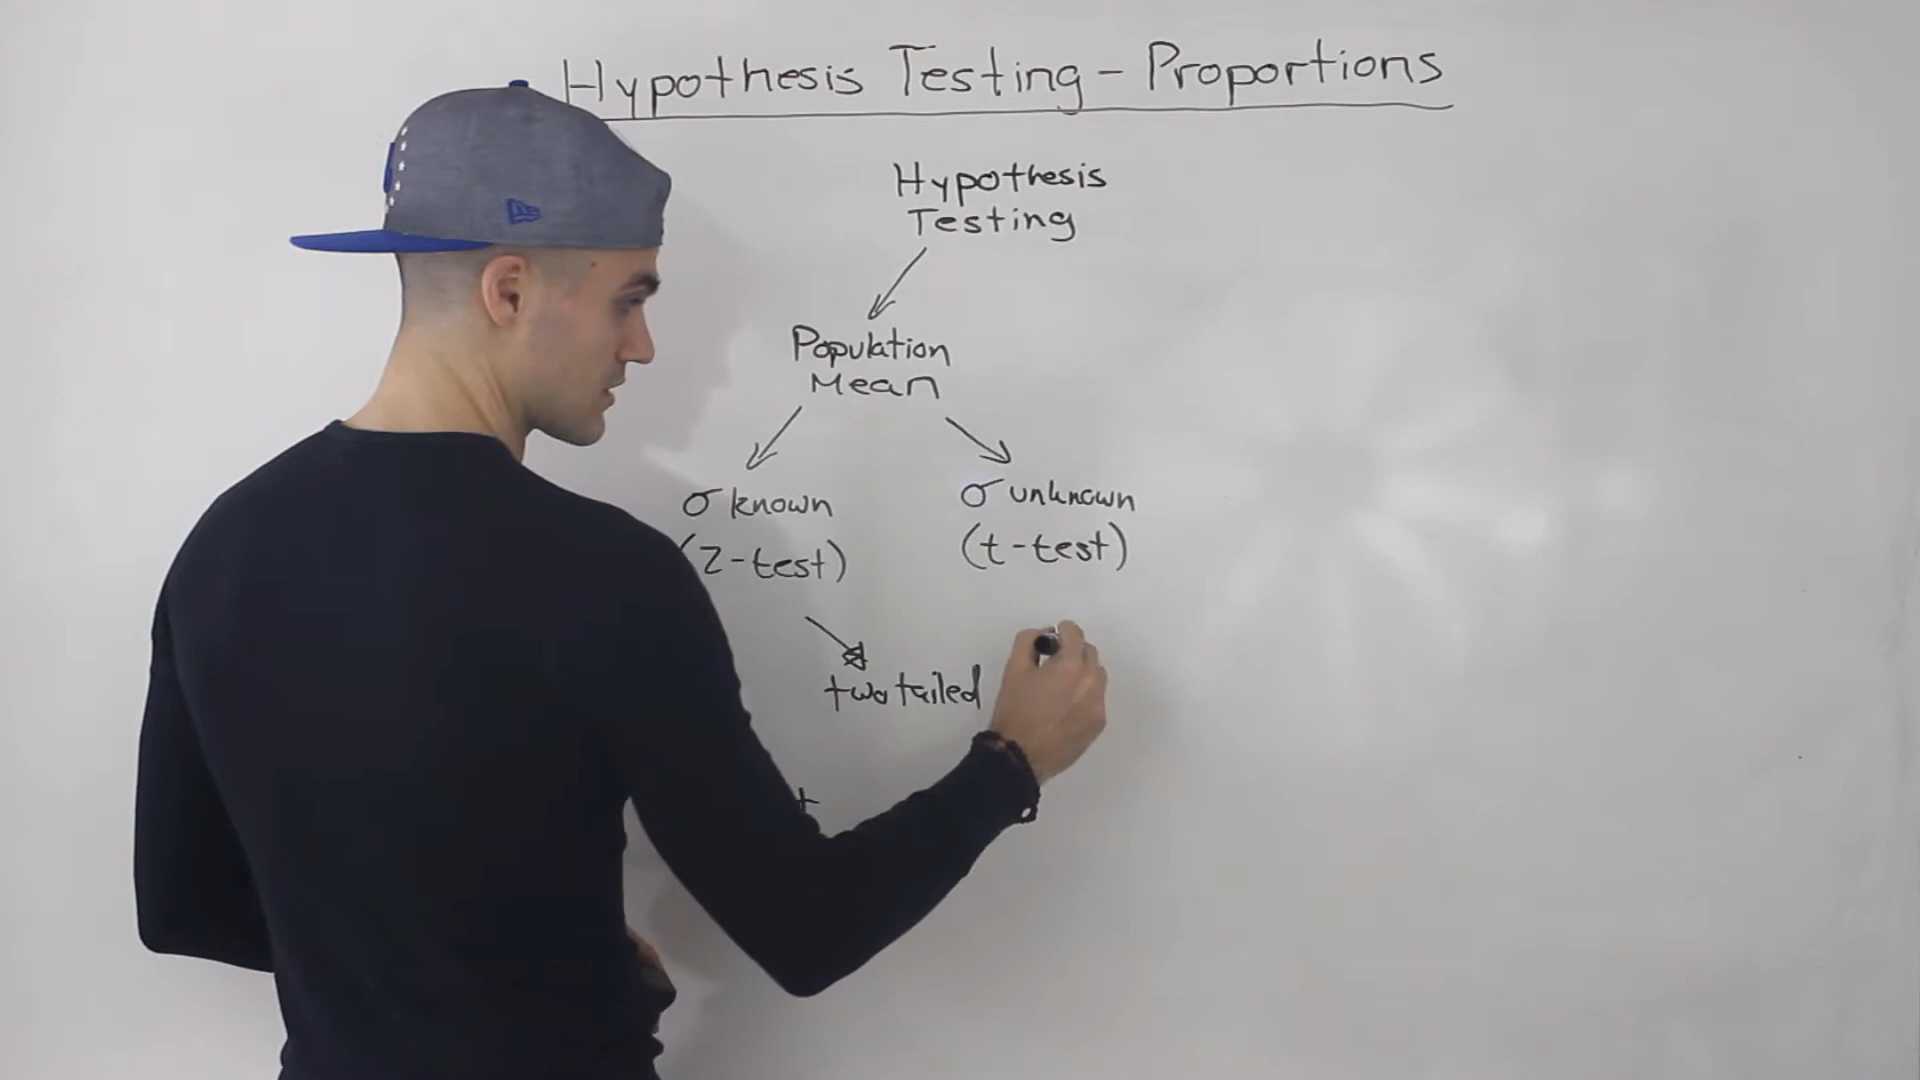 Hypothesis Testing - Proportions
Hypothesis
Testing
Population
Mean
σ known
σ unknown
(z-test)
(t-test)
two tailed